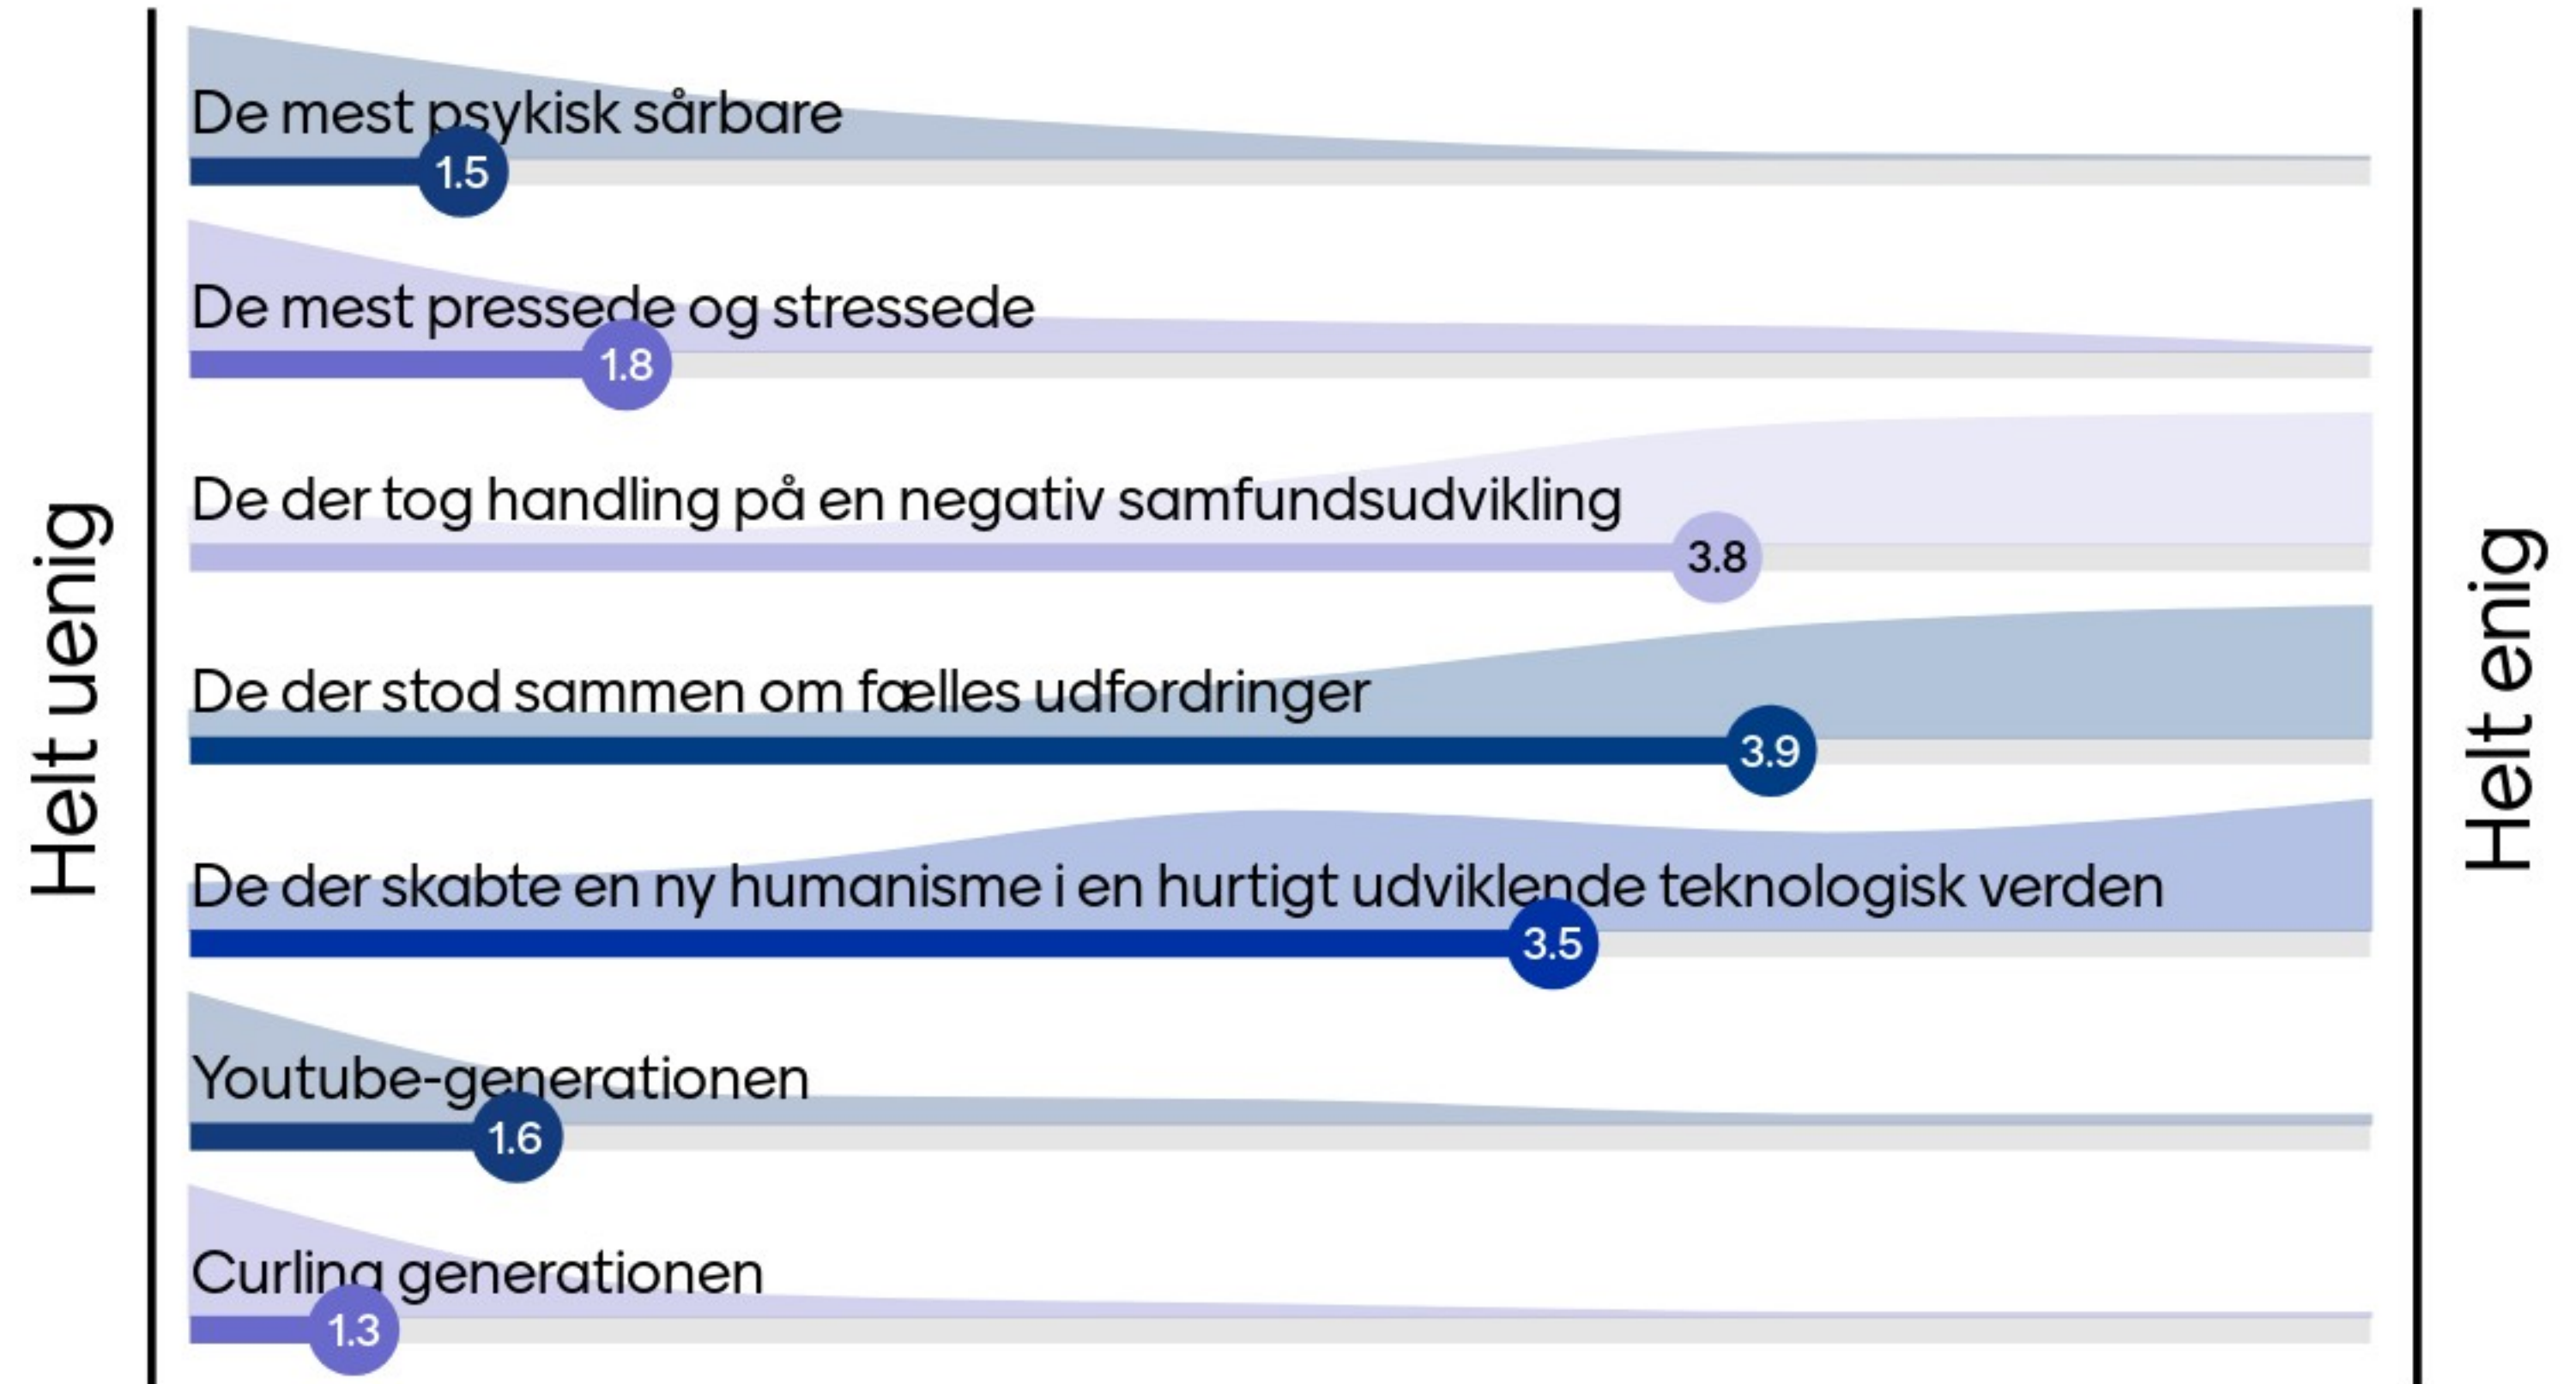 Helt uenig
De mest psykisk sårbare
1.5
De mest pressede og stressede
1.8
De der tog handling på en negativ samfundsudvikling
3.8
De der stod sammen om fælles udfordringer
3.9
De der skabte en ny humanisme i en hurtigt udviklende teknologisk verden
3.5
Youtube-generationen
1.6
Curling generationen
1.3
Helt enig